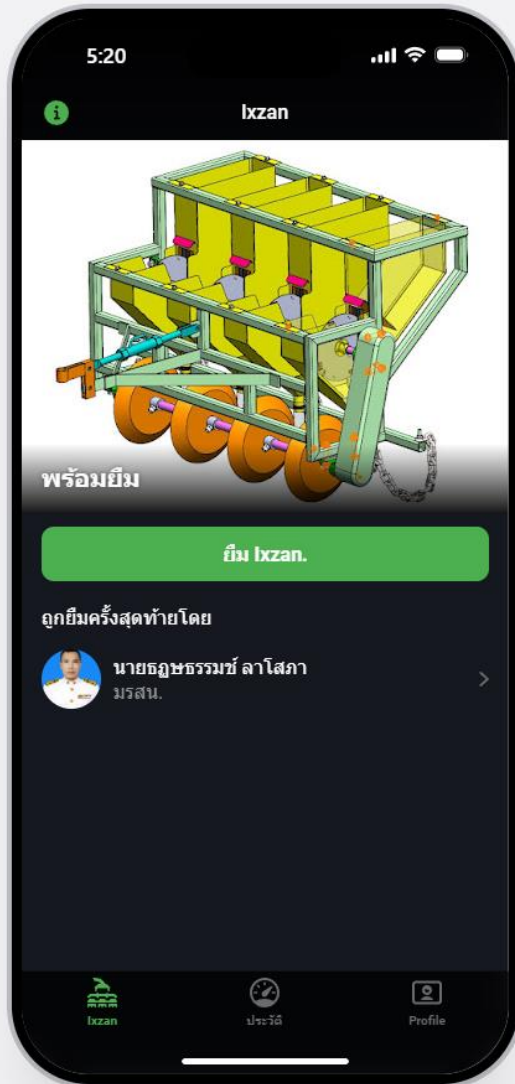 5:20
Ixzan
พร้อมยืม
ยืม Ixzan.
ถูกยืมครั้งสุดท้ายโดย
นายธฏษธรรมช์ ลาโสภา
มรสน.
Ixzan
ประวัติ
Profile